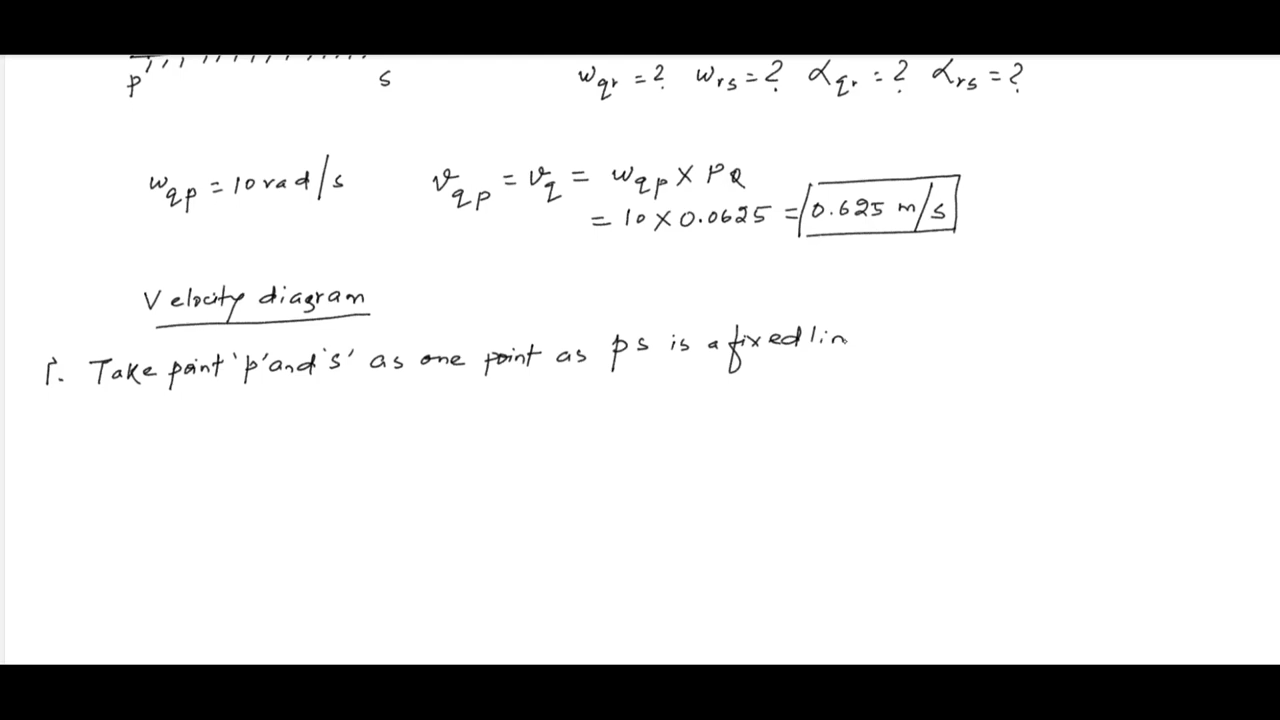 p s ω_qr = ? ω_rs = ? α_qr = ? α_rs = ?
ω_qp = 10 rad/s v_qp = v_q = ω_qp × PQ
= 10 × 0.0625 = 0.625 m/s
Velocity diagram
1. Take point 'p' and 's' as one point as ps is a fixed lin